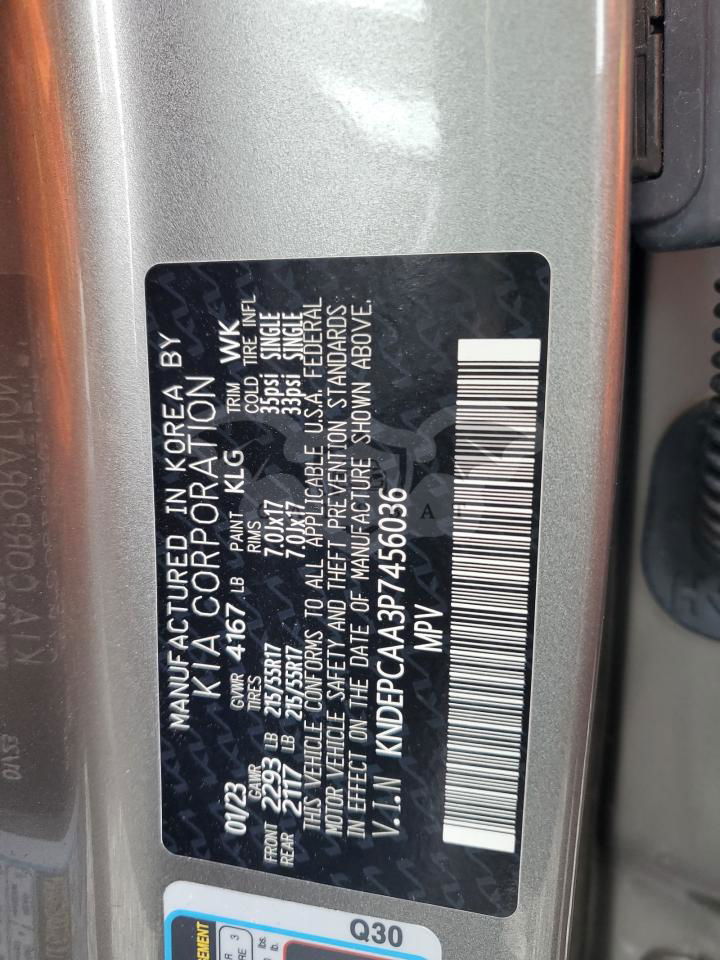 MANUFACTURED IN KOREA BY
KIA CORPORATION
01/23 GVWR 4167 LB PAINT KLG TRIM WK
GAWR TIRES RIMS COLD TIRE INFL
FRONT 2293 LB 215/55R17 7.0Jx17 35psi SINGLE
REAR 2117 LB 215/55R17 7.0Jx17 33psi SINGLE
THIS VEHICLE CONFORMS TO ALL APPLICABLE U.S.A. FEDERAL
MOTOR VEHICLE SAFETY AND THEFT PREVENTION STANDARDS
IN EFFECT ON THE DATE OF MANUFACTURE SHOWN ABOVE.
V.I.N KNDEPCAA3P7456036
MPV
Q30